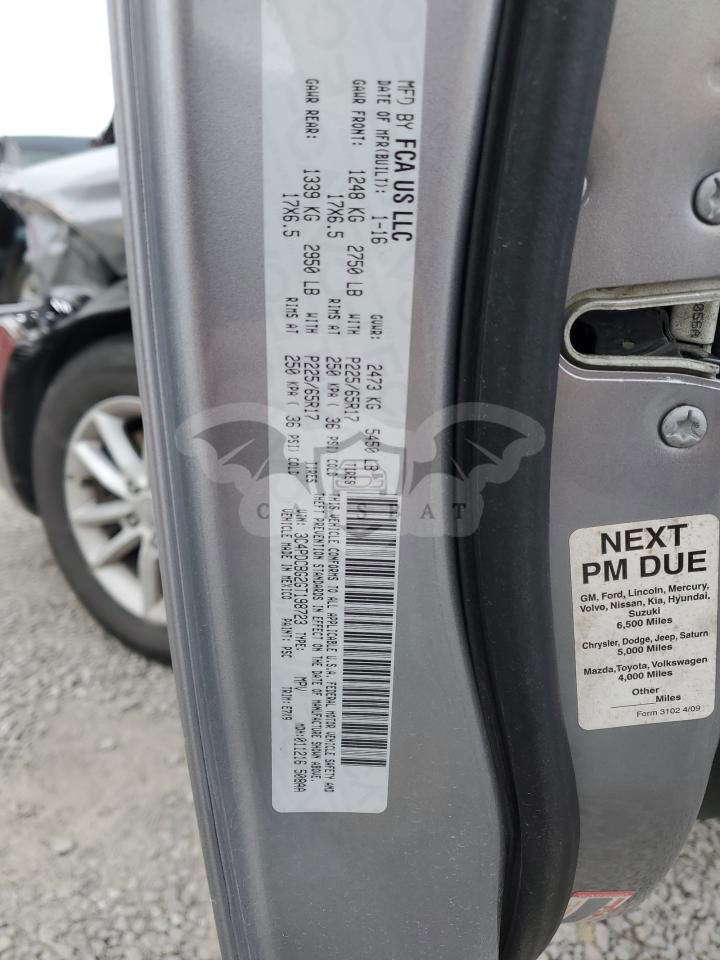 MFD BY FCA US LLC
DATE OF MFR(BUILT): 1-16 GVWR: 2473 KG 5450 LB
GAWR FRONT: 1248 KG 2750 LB WITH P225/65R17 TIRES
17X6.5 RIMS AT 250 KPA ( 36 PSI) COLD
GAWR REAR: 1339 KG 2950 LB WITH P225/65R17 TIRES
17X6.5 RIMS AT 250 KPA ( 36 PSI) COLD
THIS VEHICLE CONFORMS TO ALL APPLICABLE U.S.A. FEDERAL MOTOR VEHICLE SAFETY AND
THEFT PREVENTION STANDARDS IN EFFECT ON THE DATE OF MANUFACTURE SHOWN ABOVE.
VIN: 3C4PDCBG2GT198723 TYPE: MPV MDH:011216 508AA
VEHICLE MADE IN MEXICO PAINT: PSC TRIM:E7X9
NEXT
PM DUE
GM, Ford, Lincoln, Mercury,
Volvo, Nissan, Kia, Hyundai,
Suzuki
6,500 Miles
Chrysler, Dodge, Jeep, Saturn
5,000 Miles
Mazda,Toyota, Volkswagen
4,000 Miles
Other
Miles
Form 3102 4/09